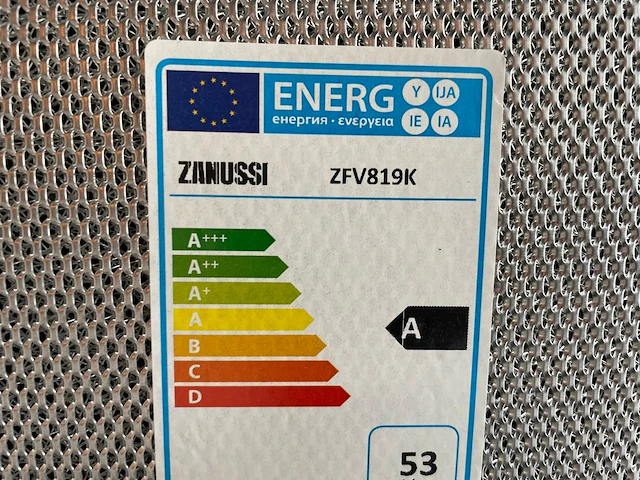 ENERG Y IJA
енергия · ενεργεια IE IA
ZANUSSI ZFV819K
A+++
A++
A+
A
A
B
C
D
53